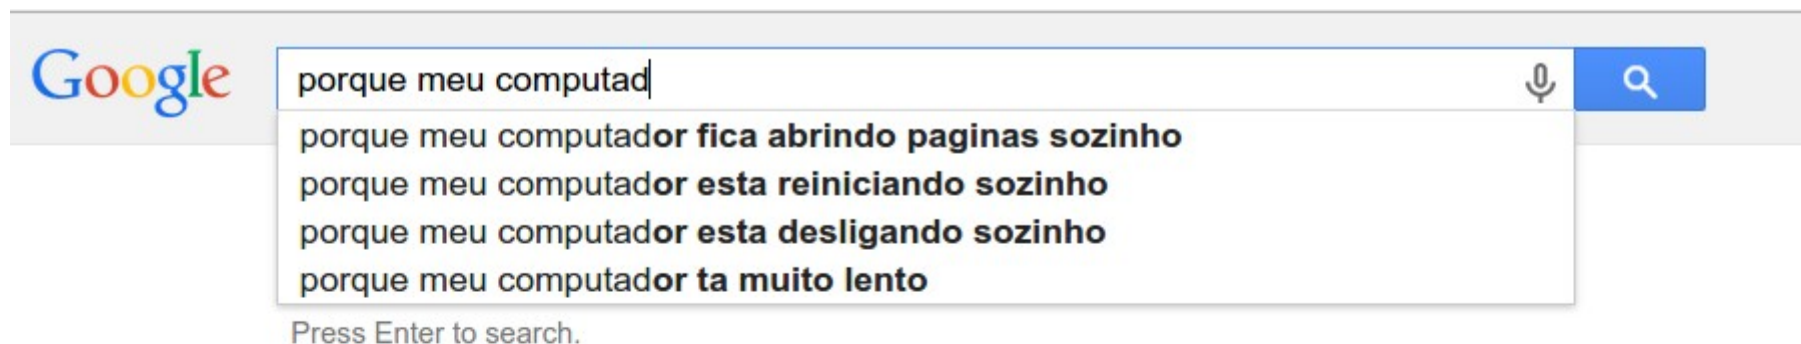 Google
porque meu computad
porque meu computador fica abrindo paginas sozinho
porque meu computador esta reiniciando sozinho
porque meu computador esta desligando sozinho
porque meu computador ta muito lento
Press Enter to search.